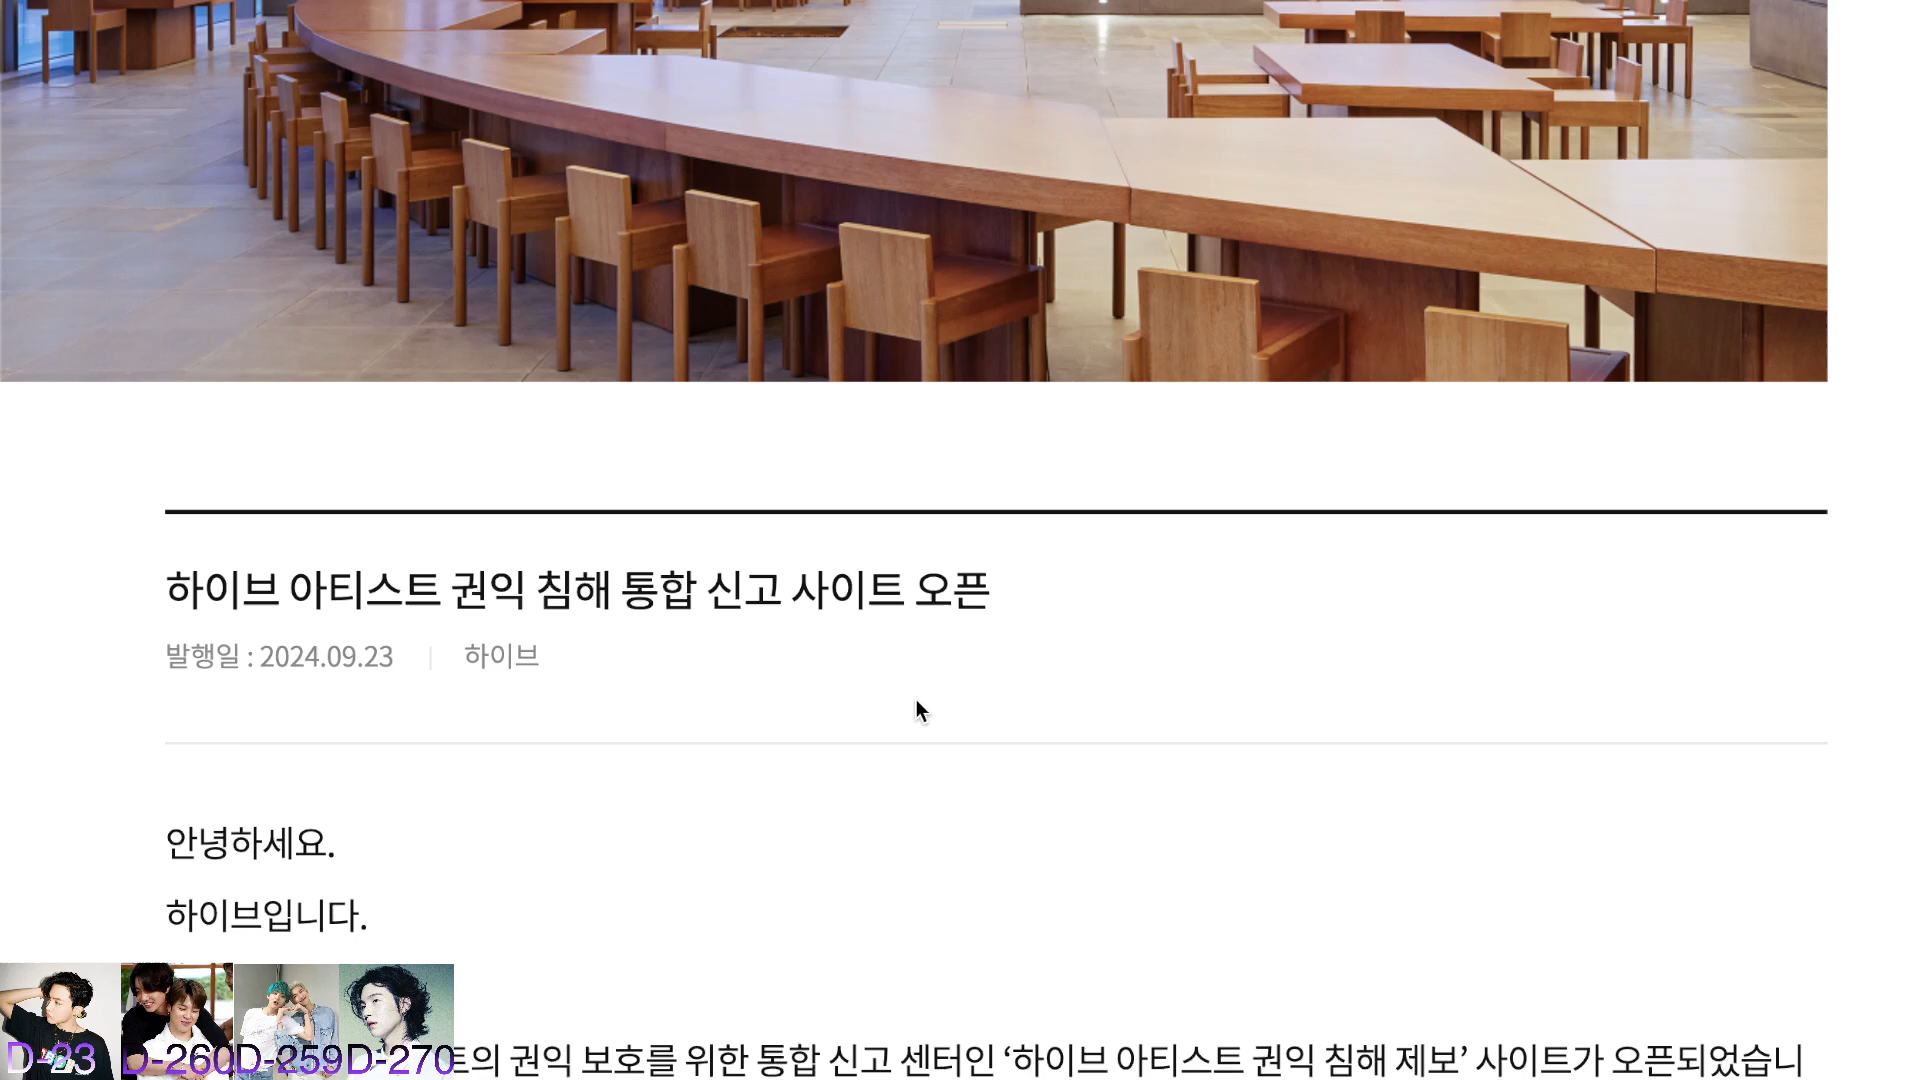 하이브 아티스트 권익 침해 통합 신고 사이트 오픈
발행일 : 2024.09.23 | 하이브
안녕하세요.
하이브입니다.
D-23 D-260 D-259 D-270
트의 권익 보호를 위한 통합 신고 센터인 ‘하이브 아티스트 권익 침해 제보’ 사이트가 오픈되었습니